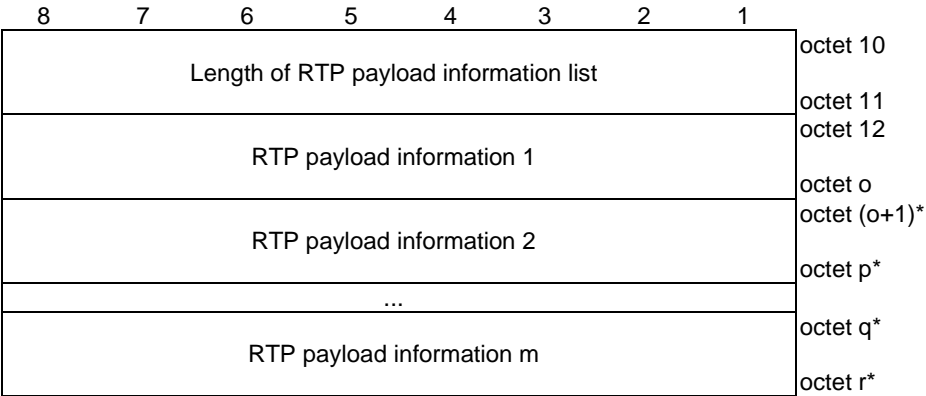 8 7 6 5 4 3 2 1
octet 10
Length of RTP payload information list
octet 11
octet 12
RTP payload information 1
octet o
octet (o+1)*
RTP payload information 2
octet p*
...
octet q*
RTP payload information m
octet r*